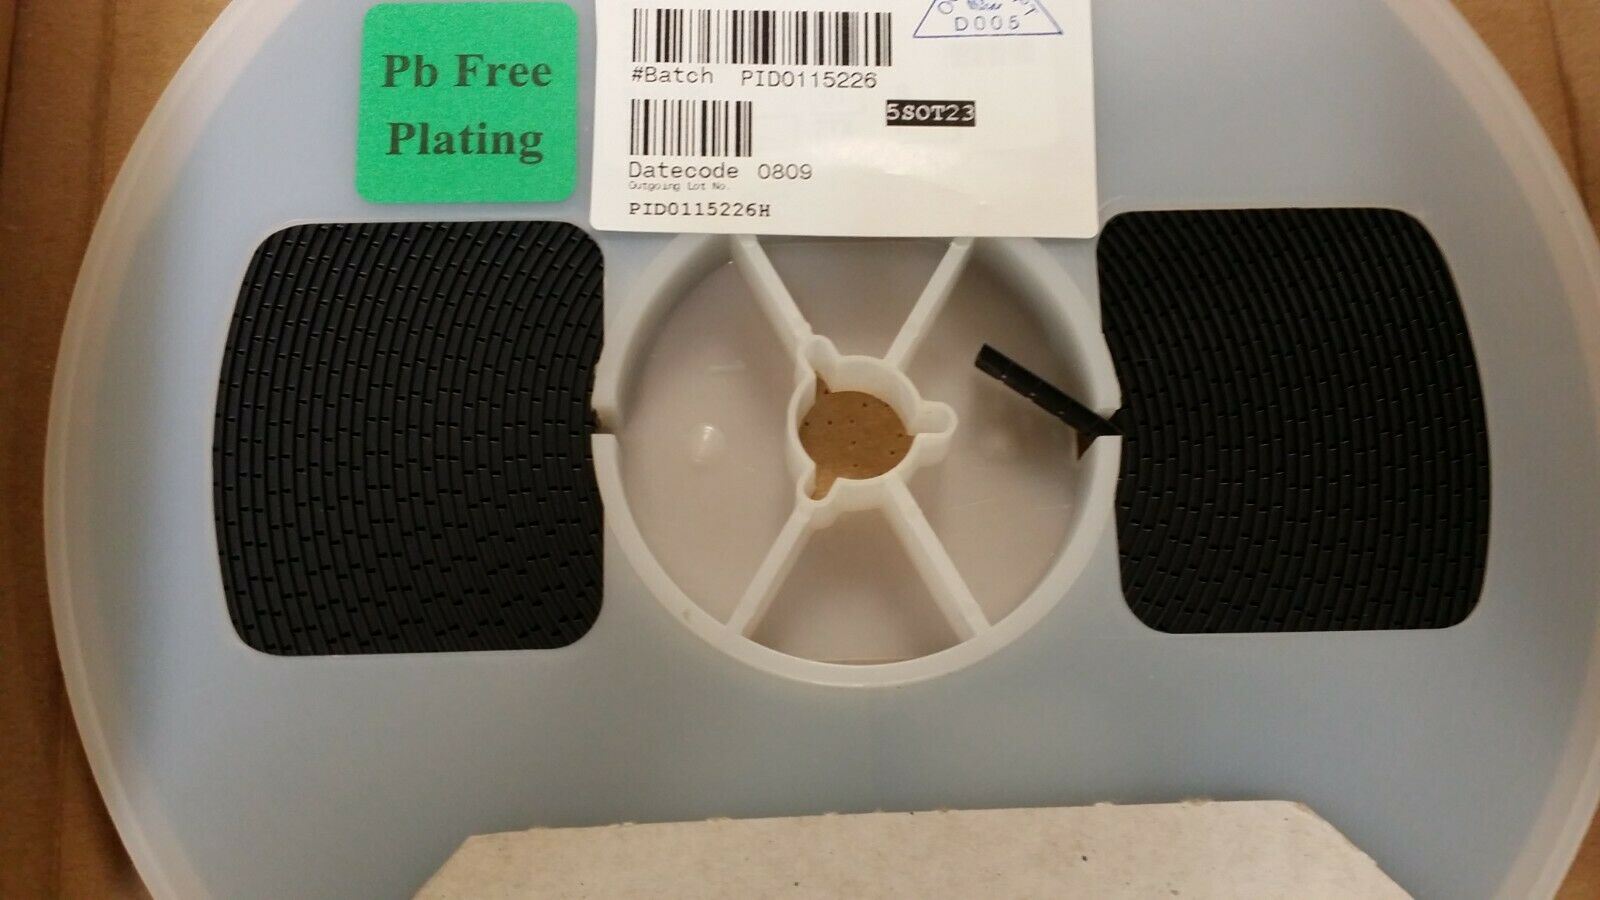 Pb Free
Plating
D005
#Batch PID0115226
5SOT23
Datecode 0809
Outgoing Lot No.
PID0115226H